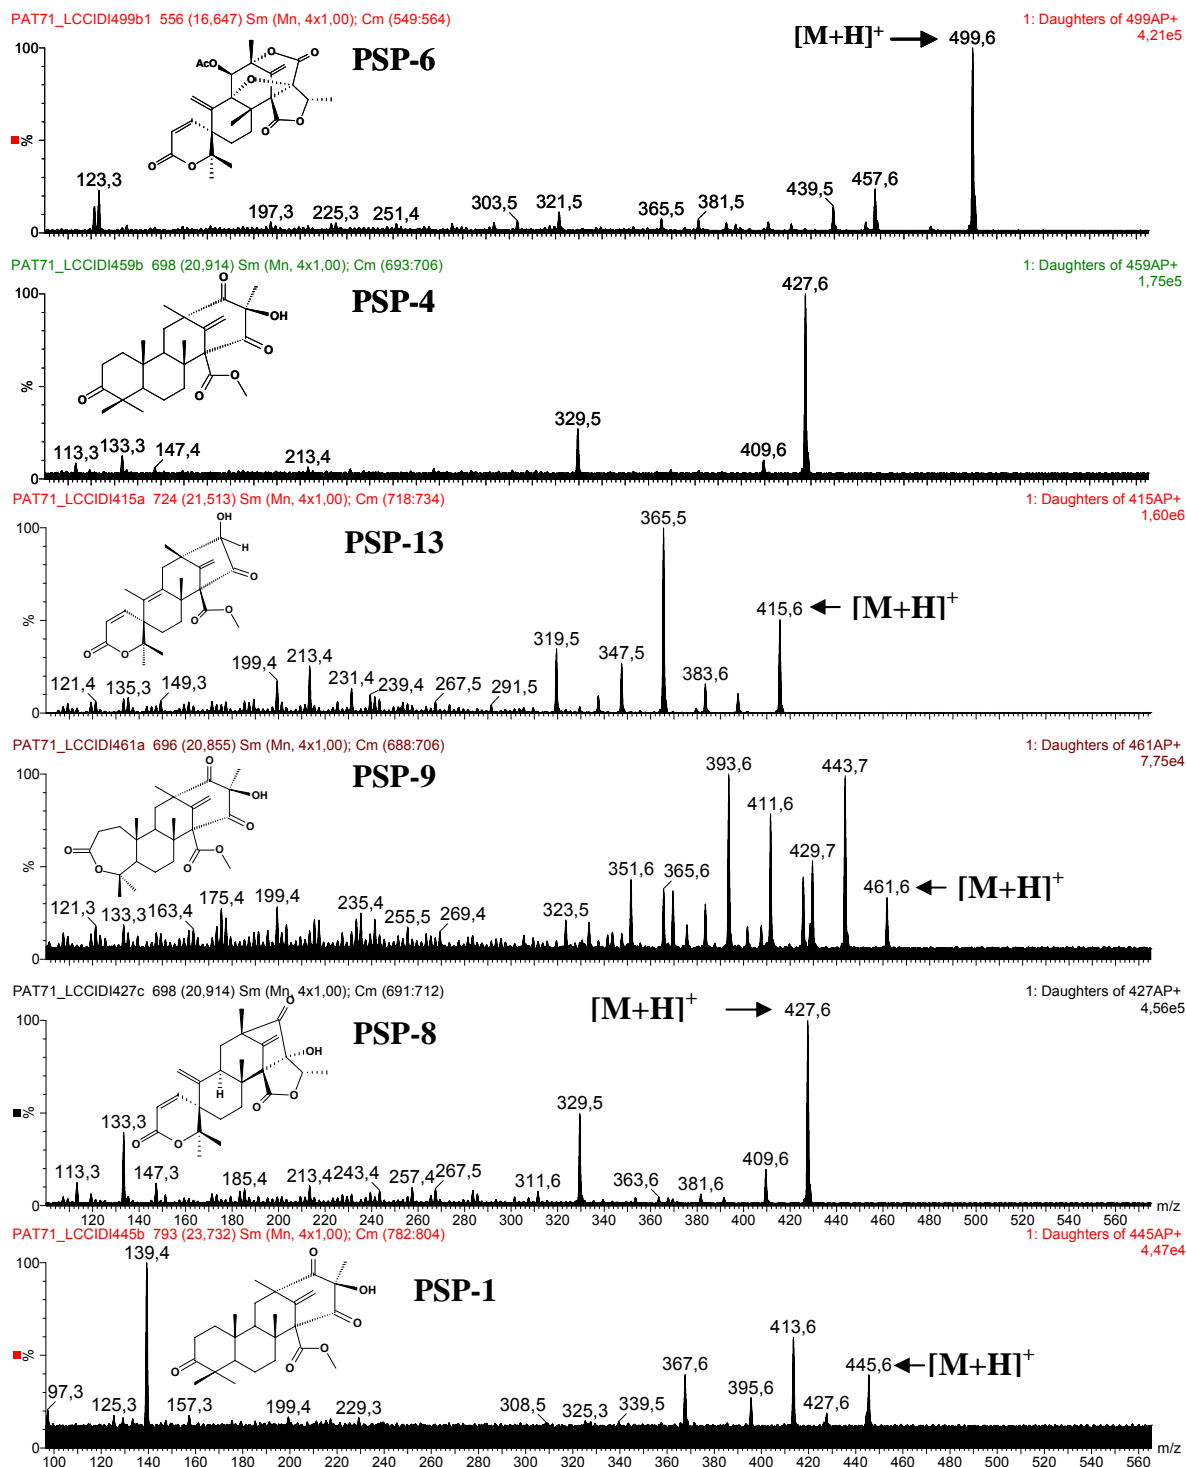 PAT71_LCCIDI499b1 556 (16,647) Sm (Mn, 4x1,00); Cm (549:564)
1: Daughters of 499AP+
4,21e5
PSP-6
[M+H]+
499,6
100
%
0
AcO
O
O
O
O
O
O
O
123,3
197,3
225,3
251,4
303,5
321,5
365,5
381,5
439,5
457,6
PAT71_LCCIDI459b 698 (20,914) Sm (Mn, 4x1,00); Cm (693:706)
1: Daughters of 459AP+
1,75e5
PSP-4
427,6
100
%
0
O
OH
O
O
O
O
113,3
133,3
147,4
213,4
329,5
409,6
PAT71_LCCIDI415a 724 (21,513) Sm (Mn, 4x1,00); Cm (718:734)
1: Daughters of 415AP+
1,60e6
PSP-13
365,5
100
%
0
OH
H
O
O
O
O
O
415,6
[M+H]+
121,4
135,3
149,3
199,4
213,4
231,4
239,4
267,5
291,5
319,5
347,5
383,6
PAT71_LCCIDI461a 696 (20,855) Sm (Mn, 4x1,00); Cm (688:706)
1: Daughters of 461AP+
7,75e4
PSP-9
393,6
443,7
100
%
0
O
OH
O
O
O
O
O
411,6
429,7
461,6
[M+H]+
121,3
133,3
163,4
175,4
199,4
235,4
255,5
269,4
323,5
351,6
365,6
PAT71_LCCIDI427c 698 (20,914) Sm (Mn, 4x1,00); Cm (691:712)
1: Daughters of 427AP+
4,56e5
PSP-8
[M+H]+
427,6
100
%
0
O
OH
H
O
O
O
O
113,3
133,3
147,3
185,4
213,4
243,4
257,4
267,5
311,6
329,5
363,6
381,6
409,6
m/z
120 140 160 180 200 220 240 260 280 300 320 340 360 380 400 420 440 460 480 500 520 540 560
PAT71_LCCIDI445b 793 (23,732) Sm (Mn, 4x1,00); Cm (782:804)
1: Daughters of 445AP+
4,47e4
PSP-1
139,4
100
%
0
O
OH
O
O
O
O
97,3
125,3
157,3
199,4
229,3
308,5
325,3
339,5
367,6
395,6
413,6
427,6
445,6
[M+H]+
m/z
100 120 140 160 180 200 220 240 260 280 300 320 340 360 380 400 420 440 460 480 500 520 540 560